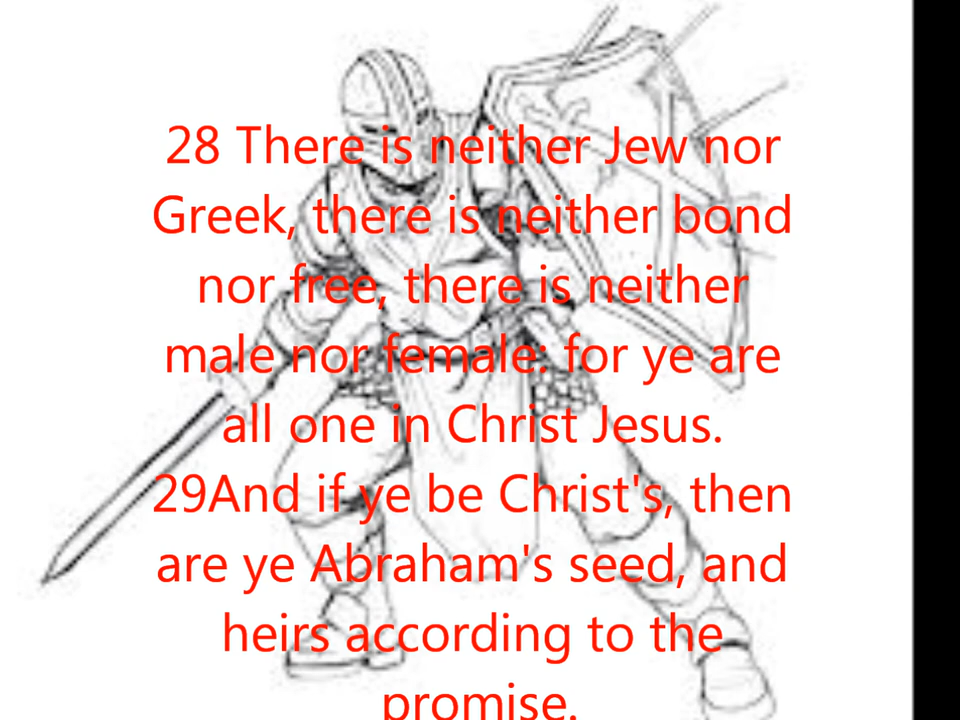 28 There is neither Jew nor
Greek, there is neither bond
nor free, there is neither
male nor female: for ye are
all one in Christ Jesus.
29And if ye be Christ's, then
are ye Abraham's seed, and
heirs according to the
promise.